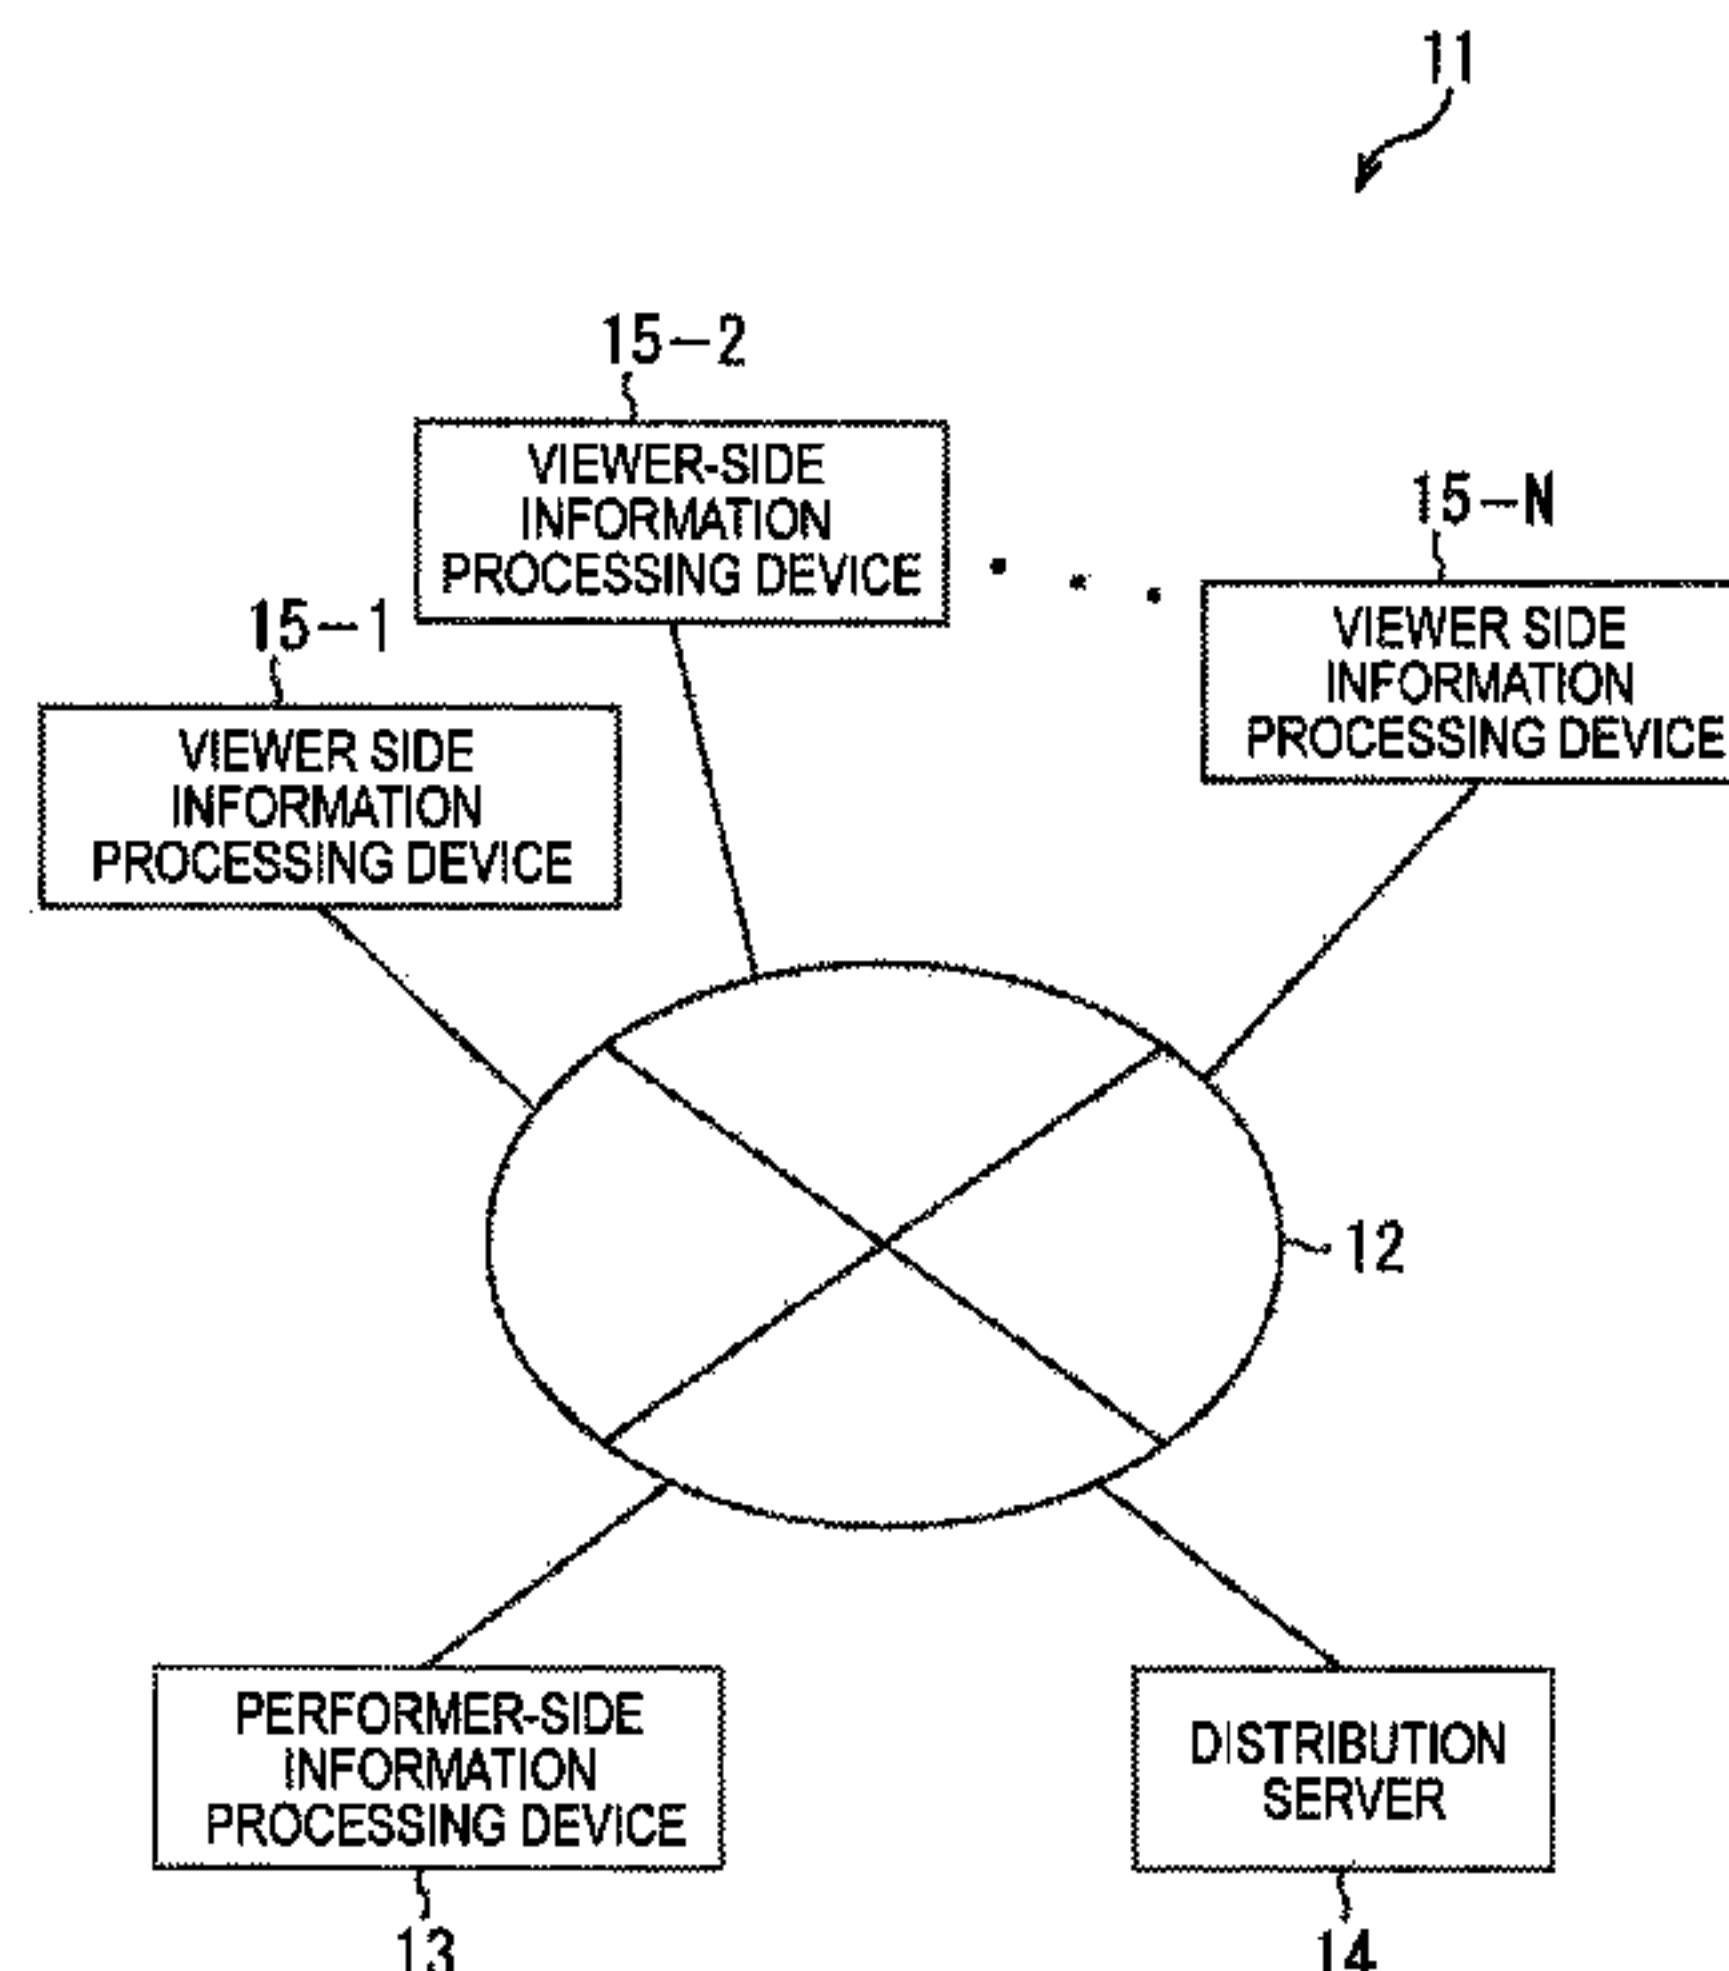 11
15-2
VIEWER-SIDE
INFORMATION
PROCESSING DEVICE
15-N
VIEWER SIDE
INFORMATION
PROCESSING DEVICE
15-1
VIEWER SIDE
INFORMATION
PROCESSING DEVICE
12
PERFORMER-SIDE
INFORMATION
PROCESSING DEVICE
DISTRIBUTION
SERVER
13
14